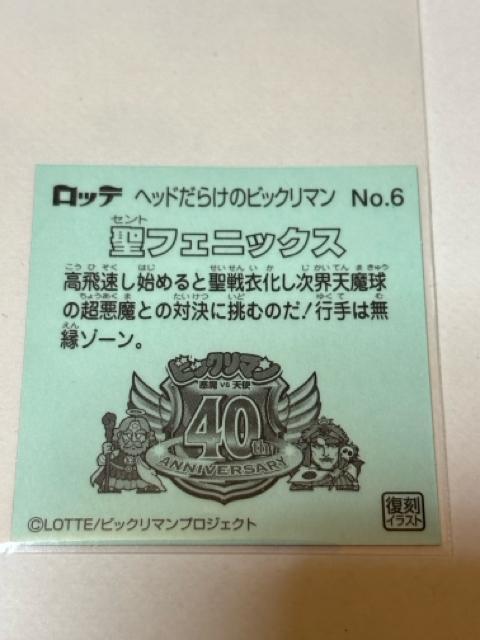 ロッテ ヘッドだらけのビックリマン No.6
セント
聖フェニックス
こうひそく はじ せいせんいか じかいてんまきゅう
高飛速し始めると聖戦衣化し次界天魔球
ちょうあくま たいけつ いど ゆくて む
の超悪魔との対決に挑むのだ!行手は無
えん
縁ゾーン。
ビックリマン
悪魔VS天使
40th
ANNIVERSARY
©LOTTE/ビックリマンプロジェクト
復刻
イラスト